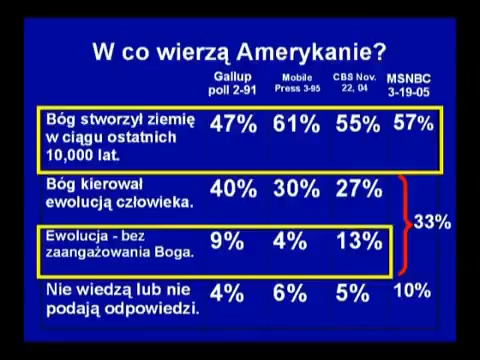 W co wierzą Amerykanie?
Gallup poll 2-91
Mobile Press 3-95
CBS Nov. 22, 04
MSNBC 3-19-05
Bóg stworzył ziemię
w ciągu ostatnich
10,000 lat.
47% 61% 55% 57%
Bóg kierował
ewolucją człowieka.
40% 30% 27%
33%
Ewolucja - bez
zaangażowania Boga.
9% 4% 13%
Nie wiedzą lub nie
podają odpowiedzi.
4% 6% 5% 10%